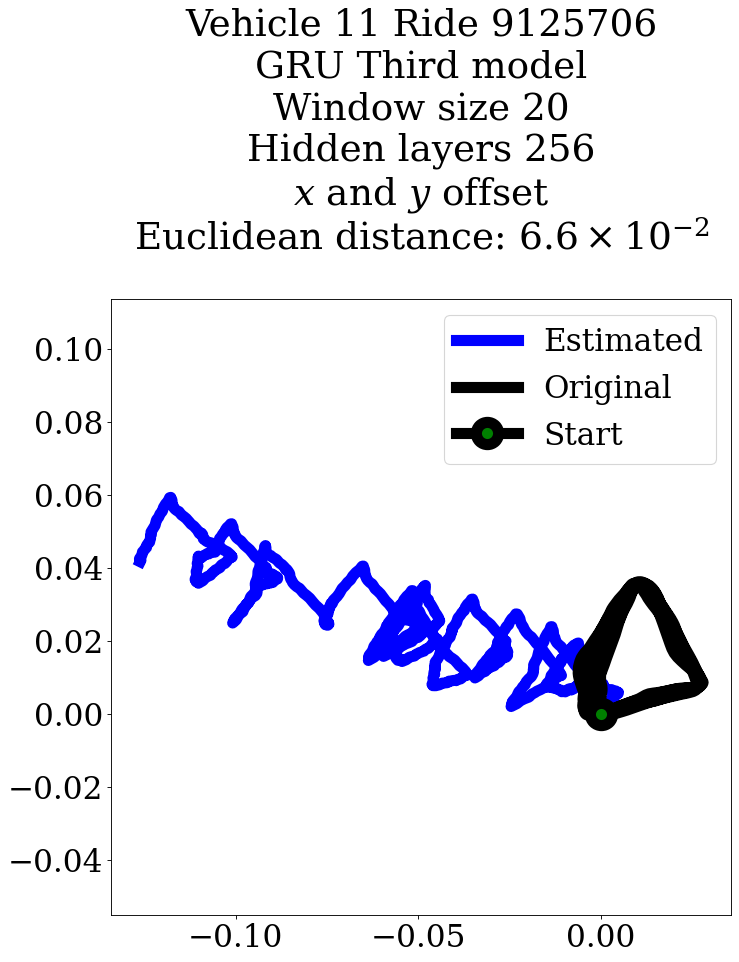 Vehicle 11 Ride 9125706
GRU Third model
Window size 20
Hidden layers 256
x and y offset
Euclidean distance: 6.6 × 10⁻²
Estimated
Original
Start
0.10
0.08
0.06
0.04
0.02
0.00
−0.02
−0.04
−0.10
−0.05
0.00